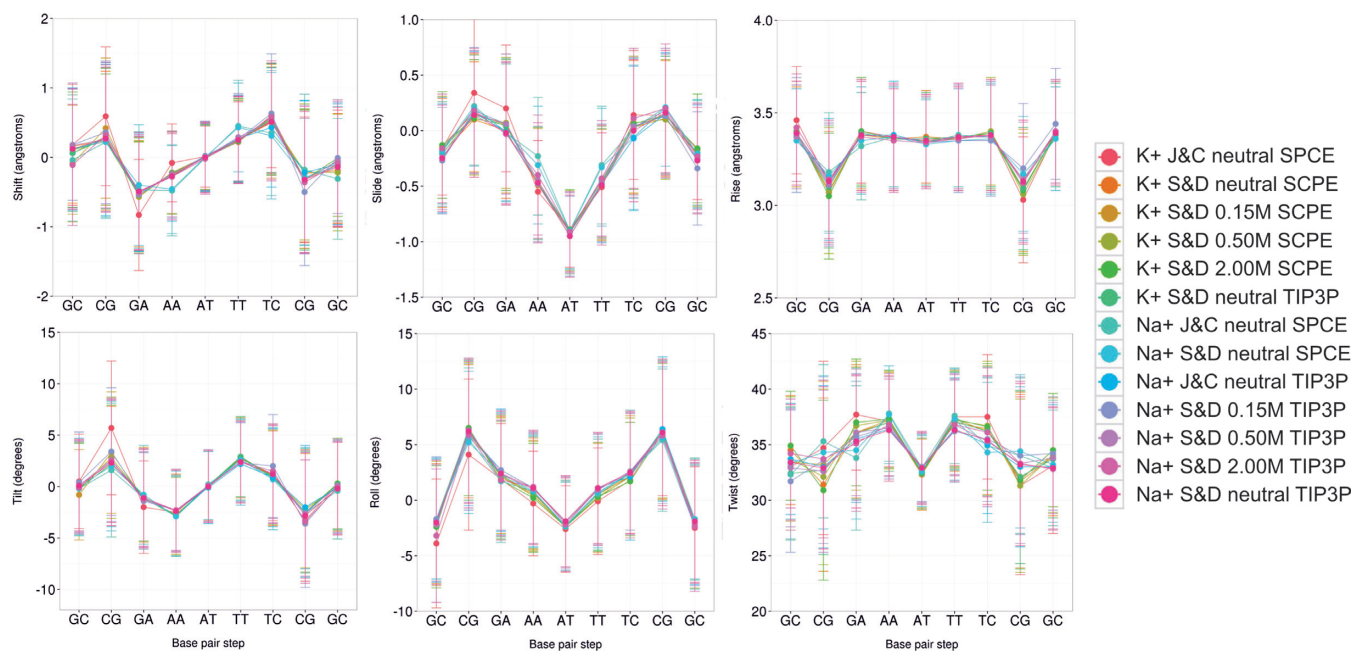 Shift (angstroms)
2
1
0
-1
-2
GC CG GA AA AT TT TC CG GC
Slide (angstroms)
1.0
0.5
0.0
-0.5
-1.0
-1.5
GC CG GA AA AT TT TC CG GC
Rise (angstroms)
4.0
3.5
3.0
2.5
GC CG GA AA AT TT TC CG GC
Tilt (degrees)
15
10
5
0
-5
-10
GC CG GA AA AT TT TC CG GC
Base pair step
Roll (degrees)
15
10
5
0
-5
-10
GC CG GA AA AT TT TC CG GC
Base pair step
Twist (degrees)
45
40
35
30
25
20
GC CG GA AA AT TT TC CG GC
Base pair step
K+ J&C neutral SPCE
K+ S&D neutral SCPE
K+ S&D 0.15M SCPE
K+ S&D 0.50M SCPE
K+ S&D 2.00M SCPE
K+ S&D neutral TIP3P
Na+ J&C neutral SPCE
Na+ S&D neutral SPCE
Na+ J&C neutral TIP3P
Na+ S&D 0.15M TIP3P
Na+ S&D 0.50M TIP3P
Na+ S&D 2.00M TIP3P
Na+ S&D neutral TIP3P